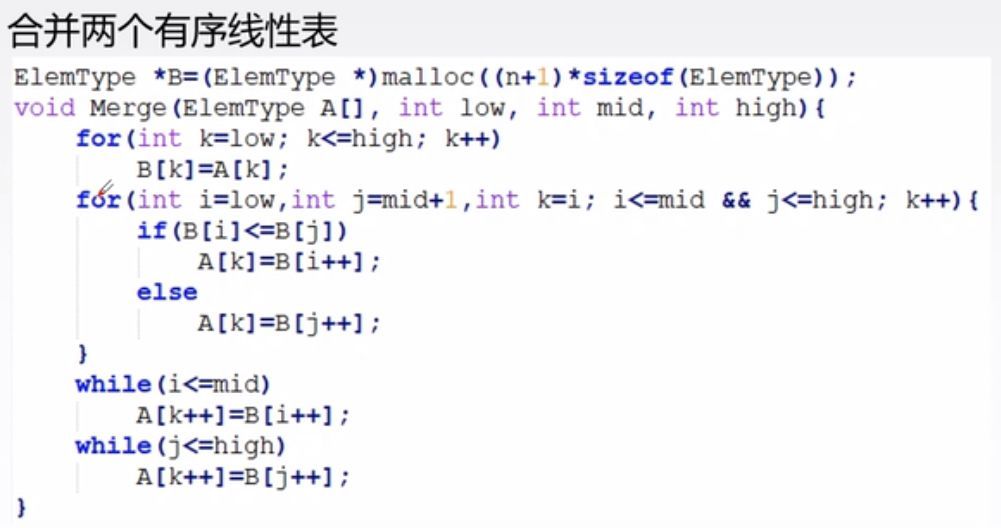 合并两个有序线性表
ElemType *B=(ElemType *)malloc((n+1)*sizeof(ElemType));
void Merge(ElemType A[], int low, int mid, int high){
    for(int k=low; k<=high; k++)
        B[k]=A[k];
    for(int i=low,int j=mid+1,int k=i; i<=mid && j<=high; k++){
        if(B[i]<=B[j])
            A[k]=B[i++];
        else
            A[k]=B[j++];
    }
    while(i<=mid)
        A[k++]=B[i++];
    while(j<=high)
        A[k++]=B[j++];
}